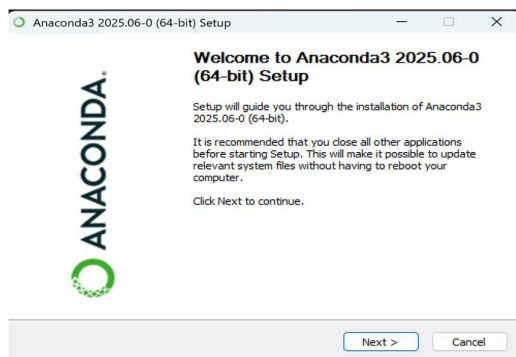 Anaconda3 2025.06-0 (64-bit) Setup
Welcome to Anaconda3 2025.06-0
(64-bit) Setup
Setup will guide you through the installation of Anaconda3
2025.06-0 (64-bit).
It is recommended that you close all other applications
before starting Setup. This will make it possible to update
relevant system files without having to reboot your
computer.
Click Next to continue.
ANACONDA.
Next >
Cancel